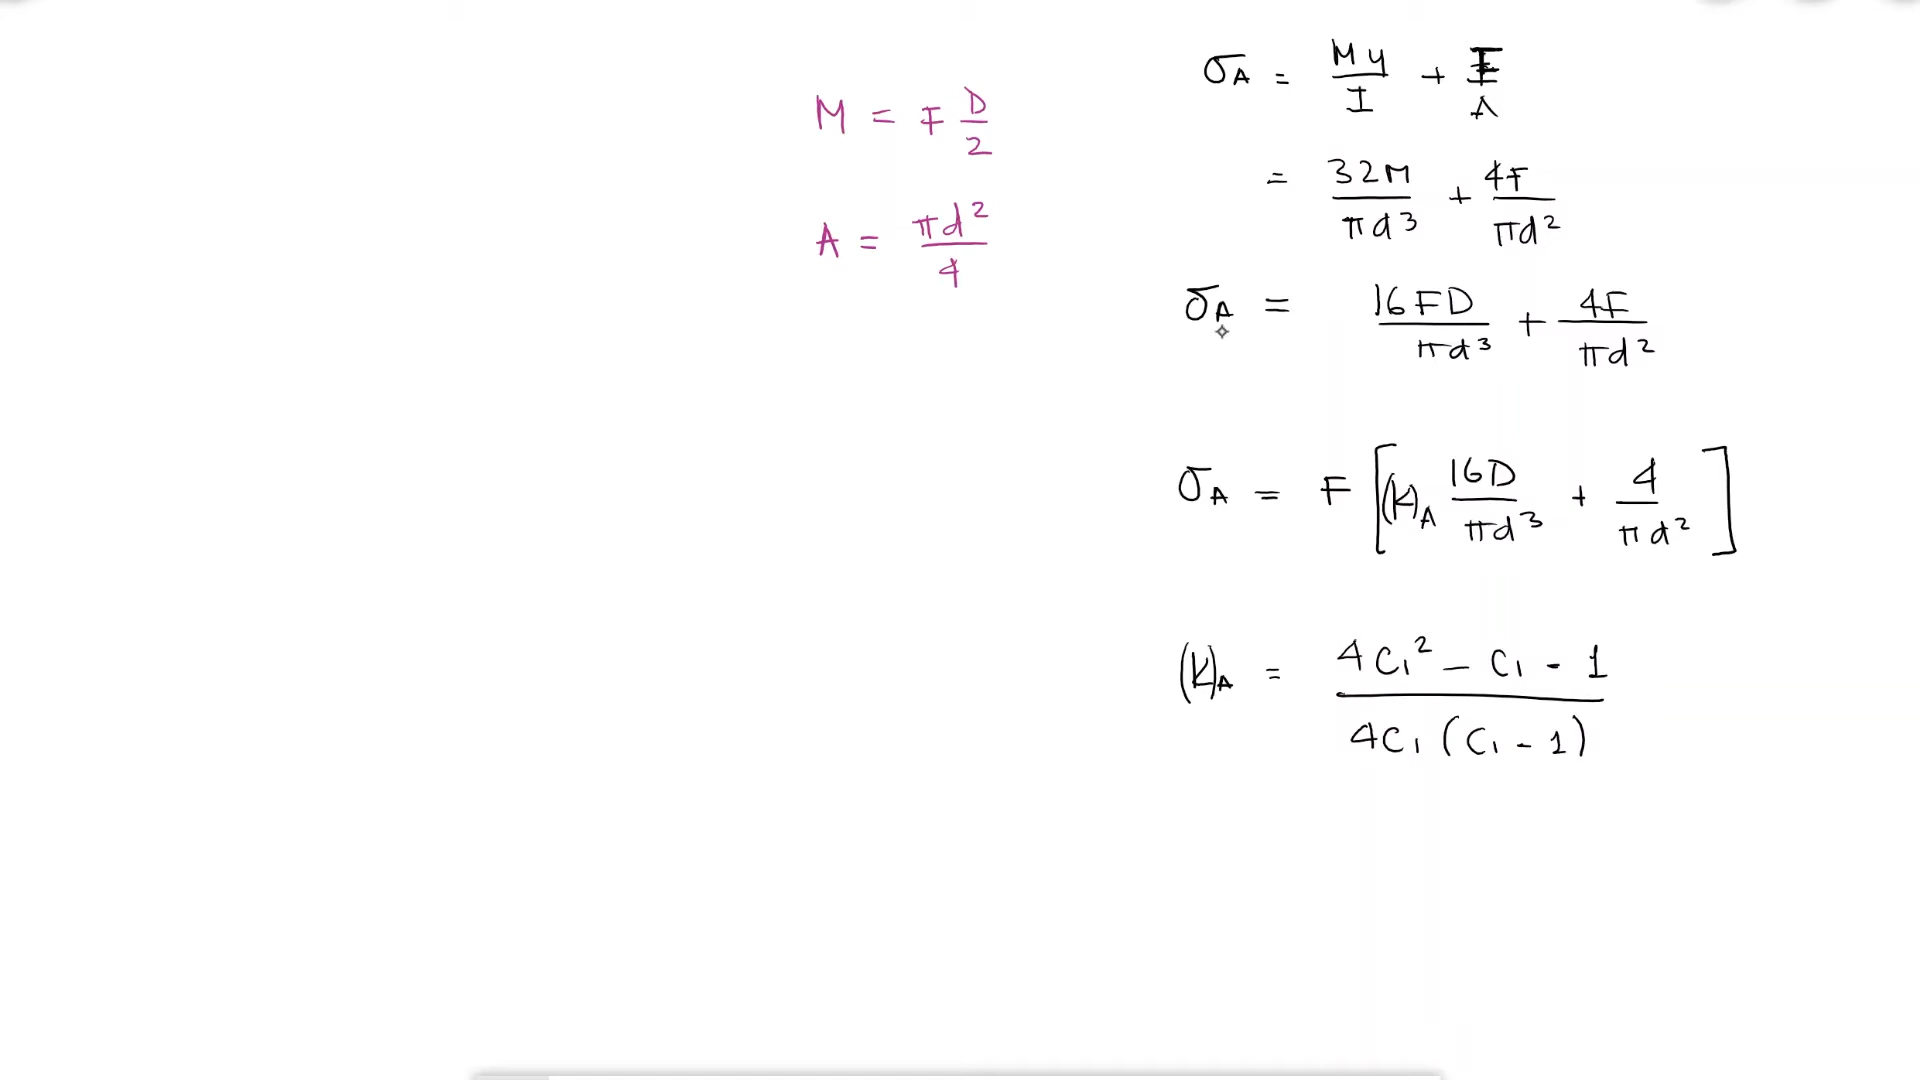 M = F D/2
A = πd²/4
σA = My/I + F/A
= 32M/πd³ + 4F/πd²
σA = 16FD/πd³ + 4F/πd²
σA = F [(K)A 16D/πd³ + 4/πd²]
(K)A = 4C₁² - C₁ - 1 / 4C₁(C₁ - 1)